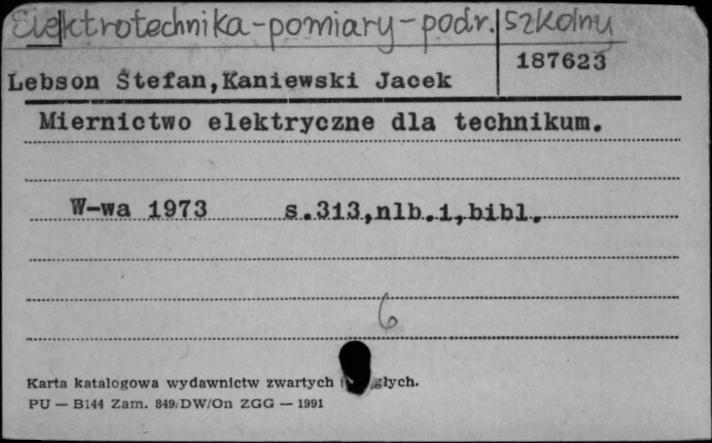 Elektrotechnika-pomiary-podr. szkolny
187623
Lebson Stefan,Kaniewski Jacek
Miernictwo elektryczne dla technikum.
W-wa 1973 s.313,nlb.1,bibl.
6
Karta katalogowa wydawnictw zwartych
PU — B144 Zam. 849/DW/On ZGG — 1991